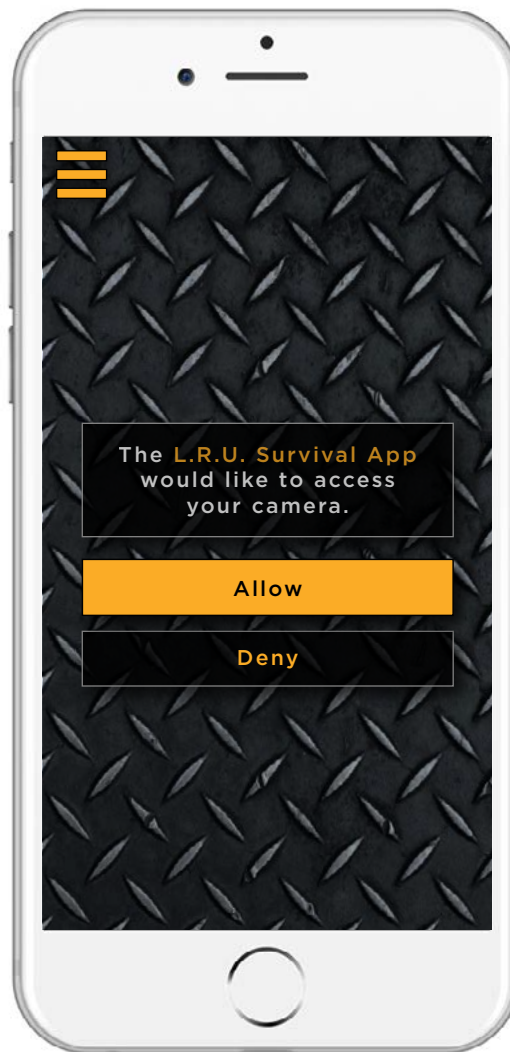 The L.R.U. Survival App
would like to access
your camera.
Allow
Deny